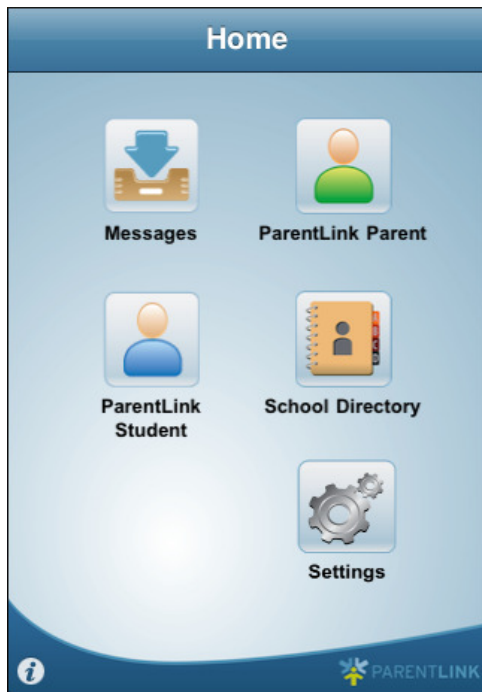 Home
Messages
ParentLink Parent
ParentLink
Student
School Directory
Settings
i
PARENTLINK